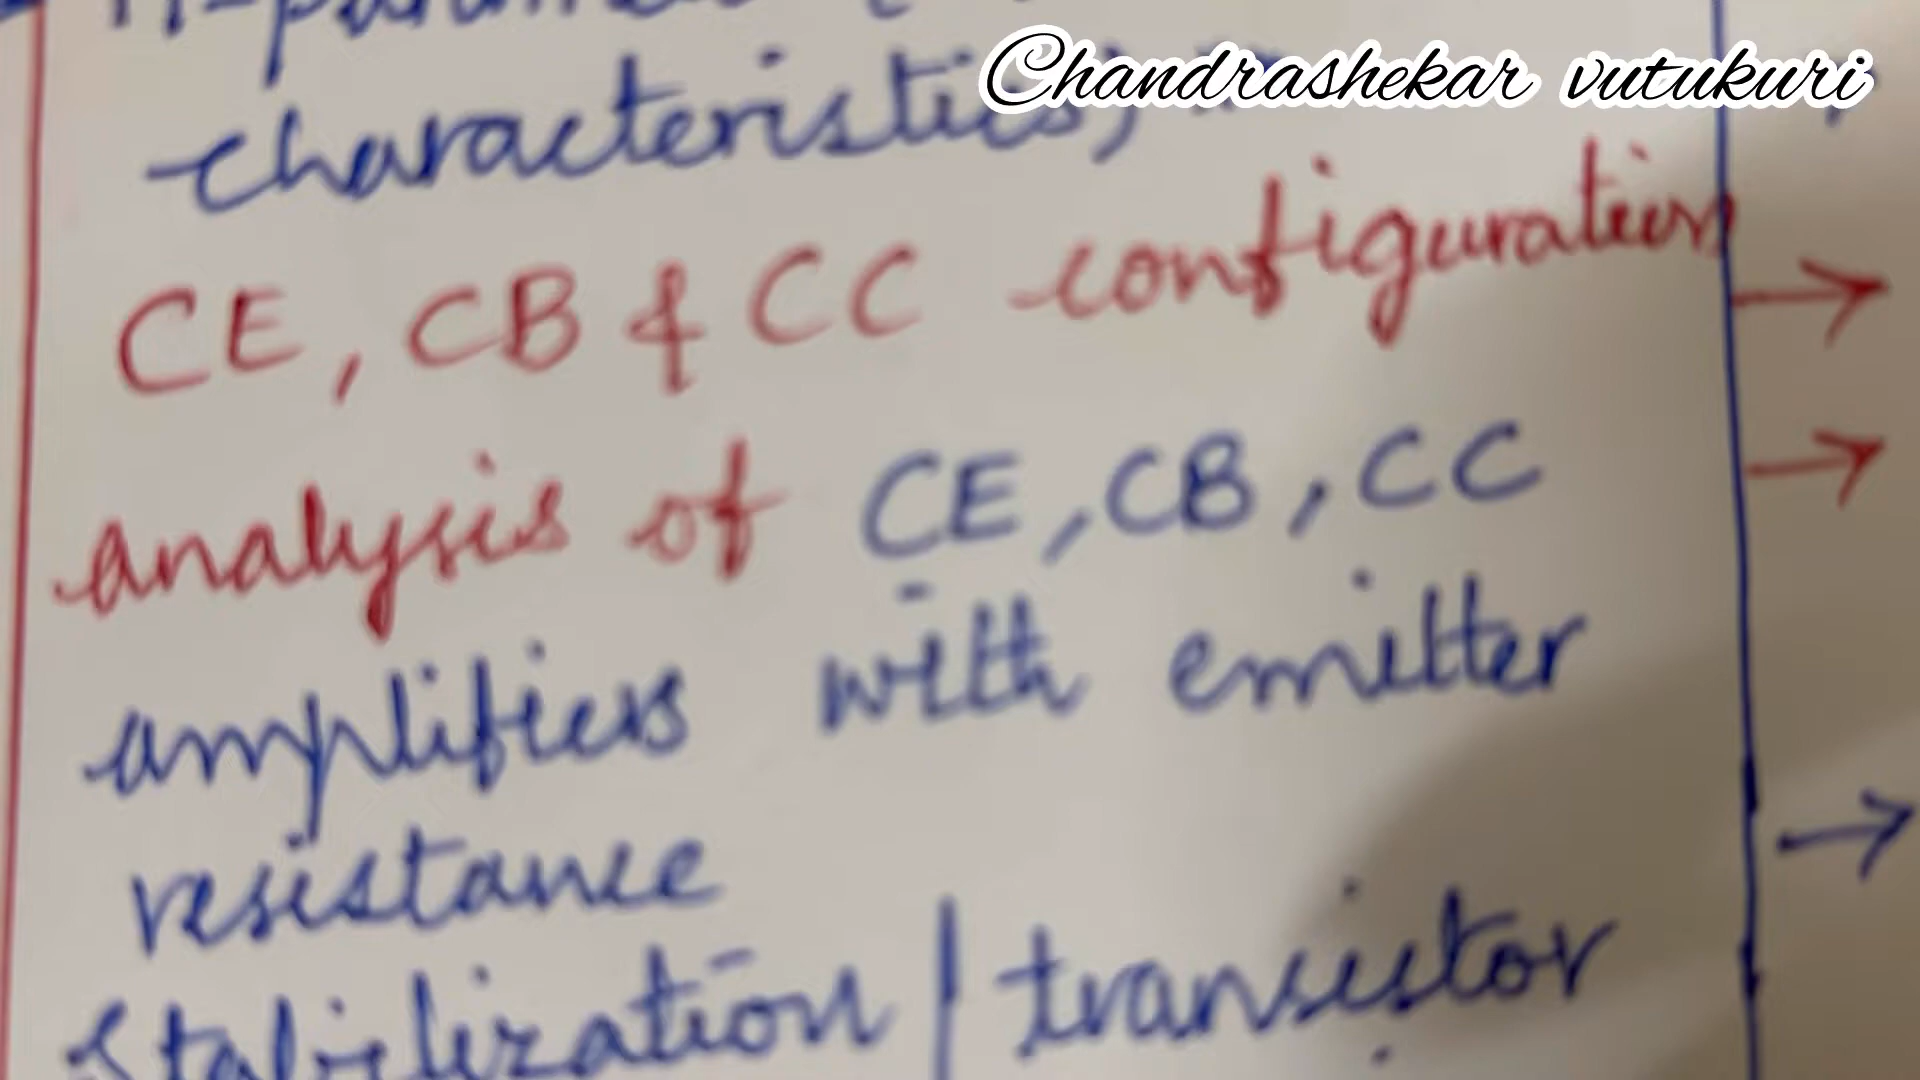 Chandrashekar vutukuri
characteristics,
CE, CB & CC configuration
analysis of CE, CB, CC
amplifiers with emitter
resistance
Stabilization | transistor